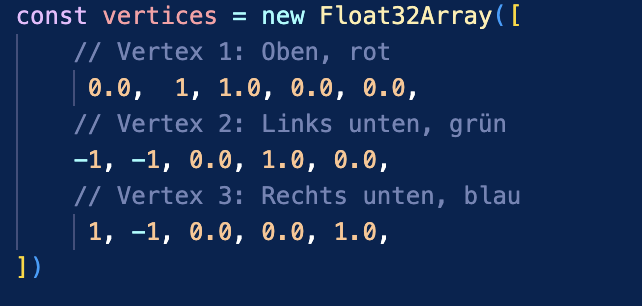 const vertices = new Float32Array([
// Vertex 1: Oben, rot
0.0,  1, 1.0, 0.0, 0.0,
// Vertex 2: Links unten, grün
-1, -1, 0.0, 1.0, 0.0,
// Vertex 3: Rechts unten, blau
1, -1, 0.0, 0.0, 1.0,
])